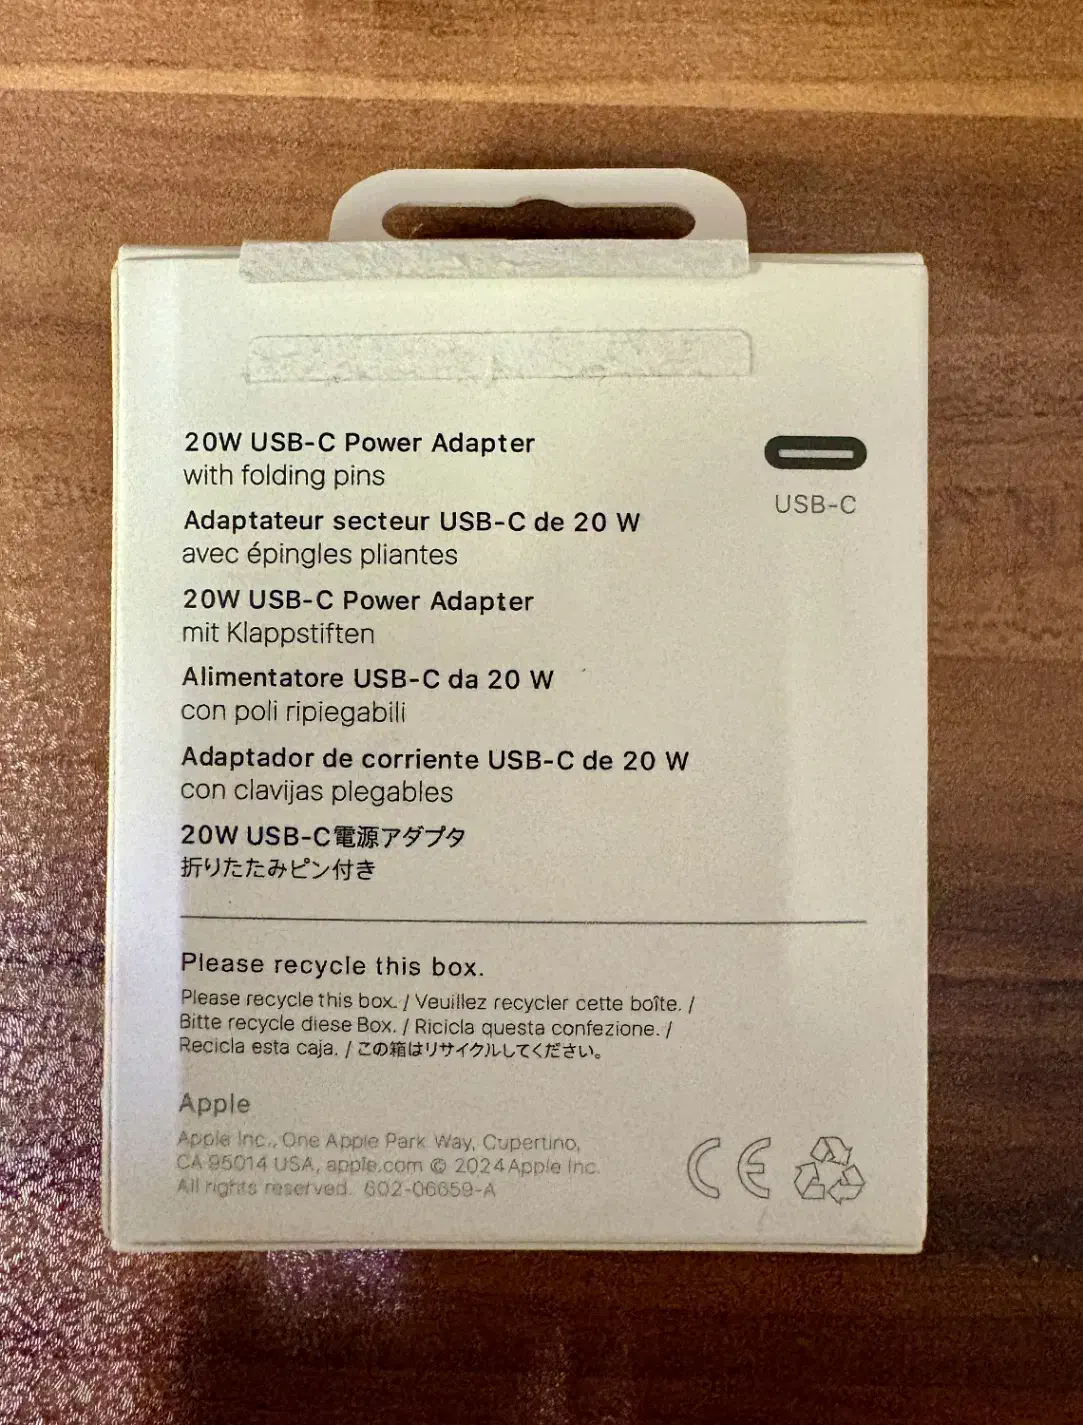 20W USB-C Power Adapter
with folding pins
USB-C
Adaptateur secteur USB-C de 20 W
avec épingles pliantes
20W USB-C Power Adapter
mit Klappstiften
Alimentatore USB-C da 20 W
con poli ripiegabili
Adaptador de corriente USB-C de 20 W
con clavijas plegables
20W USB-C電源アダプタ
折りたたみピン付き
Please recycle this box.
Please recycle this box. / Veuillez recycler cette boîte. /
Bitte recycle diese Box. / Ricicla questa confezione. /
Recicla esta caja. / この箱はリサイクルしてください。
Apple
Apple Inc., One Apple Park Way, Cupertino,
CA 95014 USA, apple.com © 2024 Apple Inc.
All rights reserved. 602-06659-A
CE